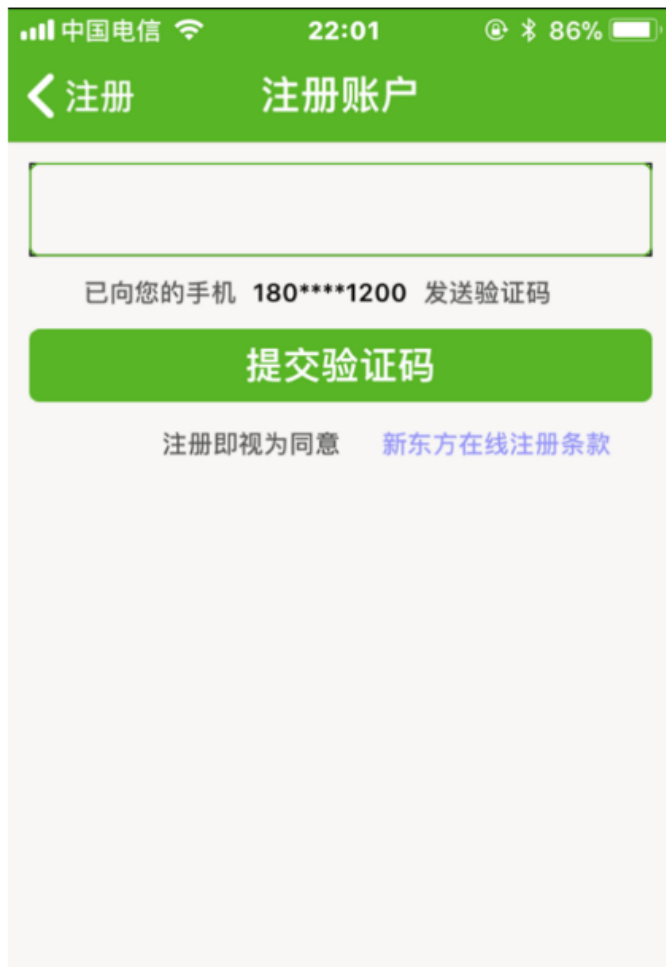 中国电信 22:01 86%
注册 注册账户
已向您的手机 180****1200 发送验证码
提交验证码
注册即视为同意 新东方在线注册条款